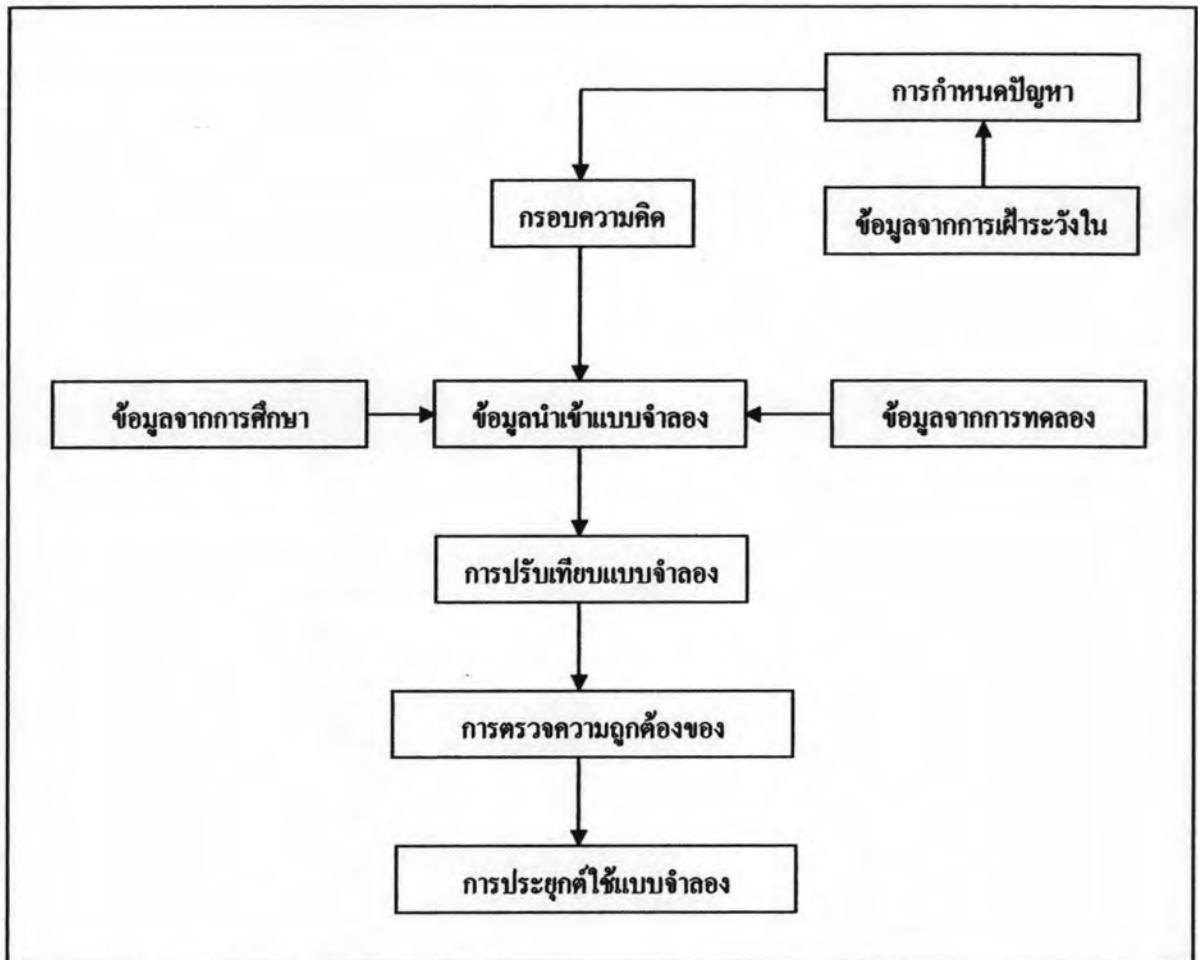 การกำหนดปัญหา
กรอบความคิด
ข้อมูลจากการเฝ้าระวังใน
ข้อมูลจากการศึกษา
ข้อมูลนำเข้าแบบจำลอง
ข้อมูลจากการทดลอง
การปรับเทียบแบบจำลอง
การตรวจความถูกต้องของ
การประยุกต์ใช้แบบจำลอง